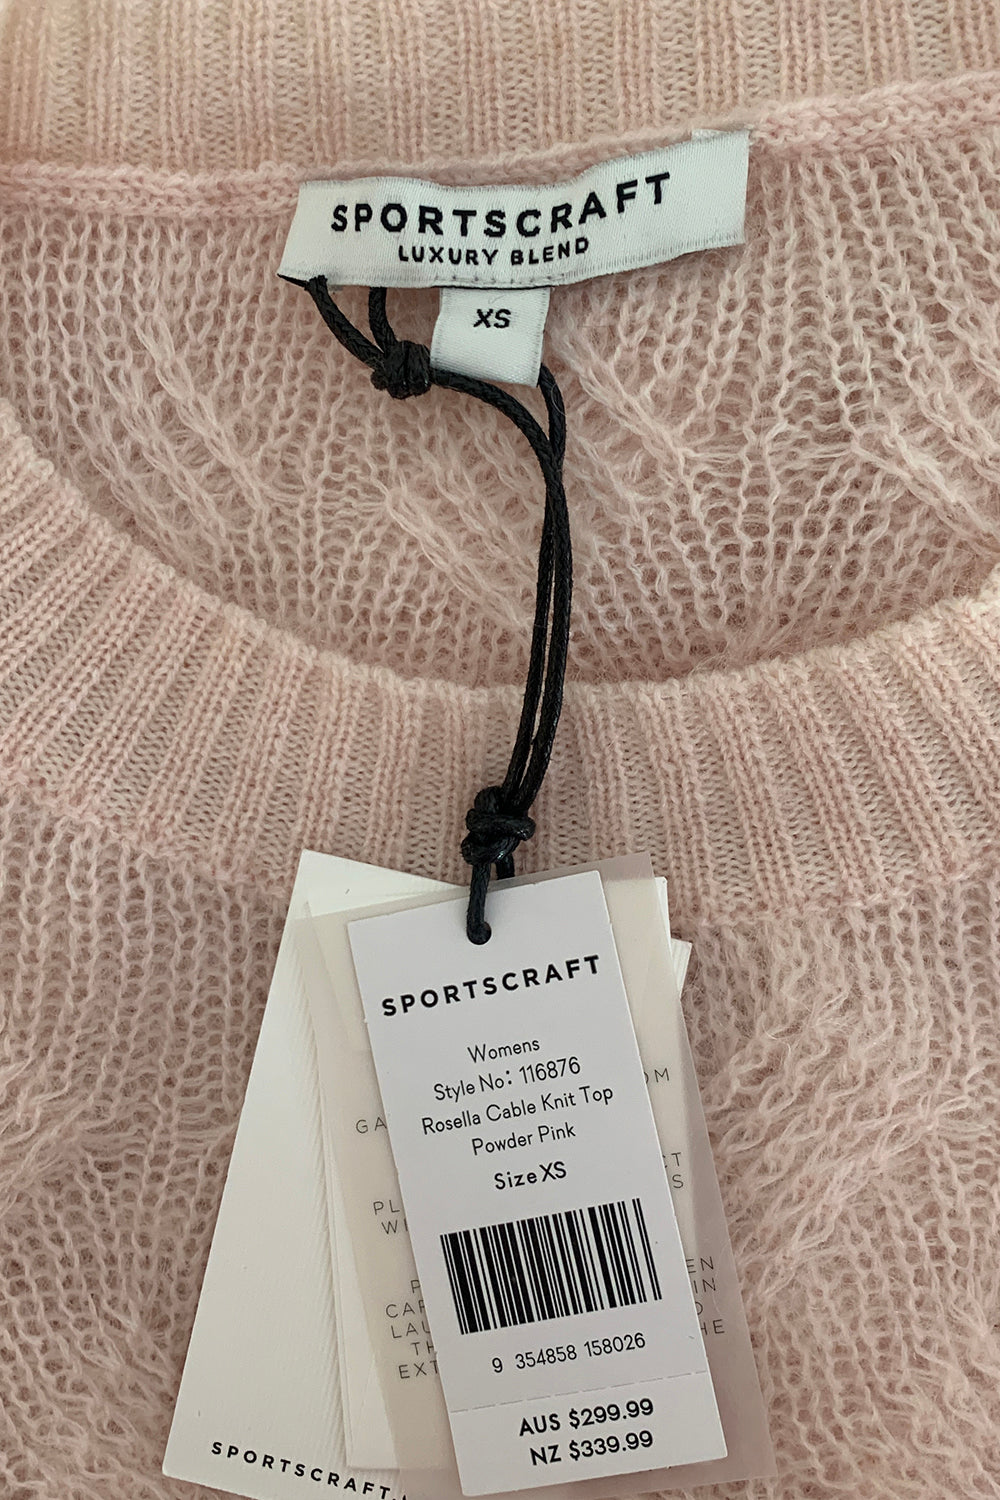 SPORTSCRAFT
LUXURY BLEND
XS
SPORTSCRAFT
Womens
Style No: 116876
Rosella Cable Knit Top
Powder Pink
Size XS
9 354858 158026
AUS $299.99
NZ $339.99
SPORTSCRAFT.